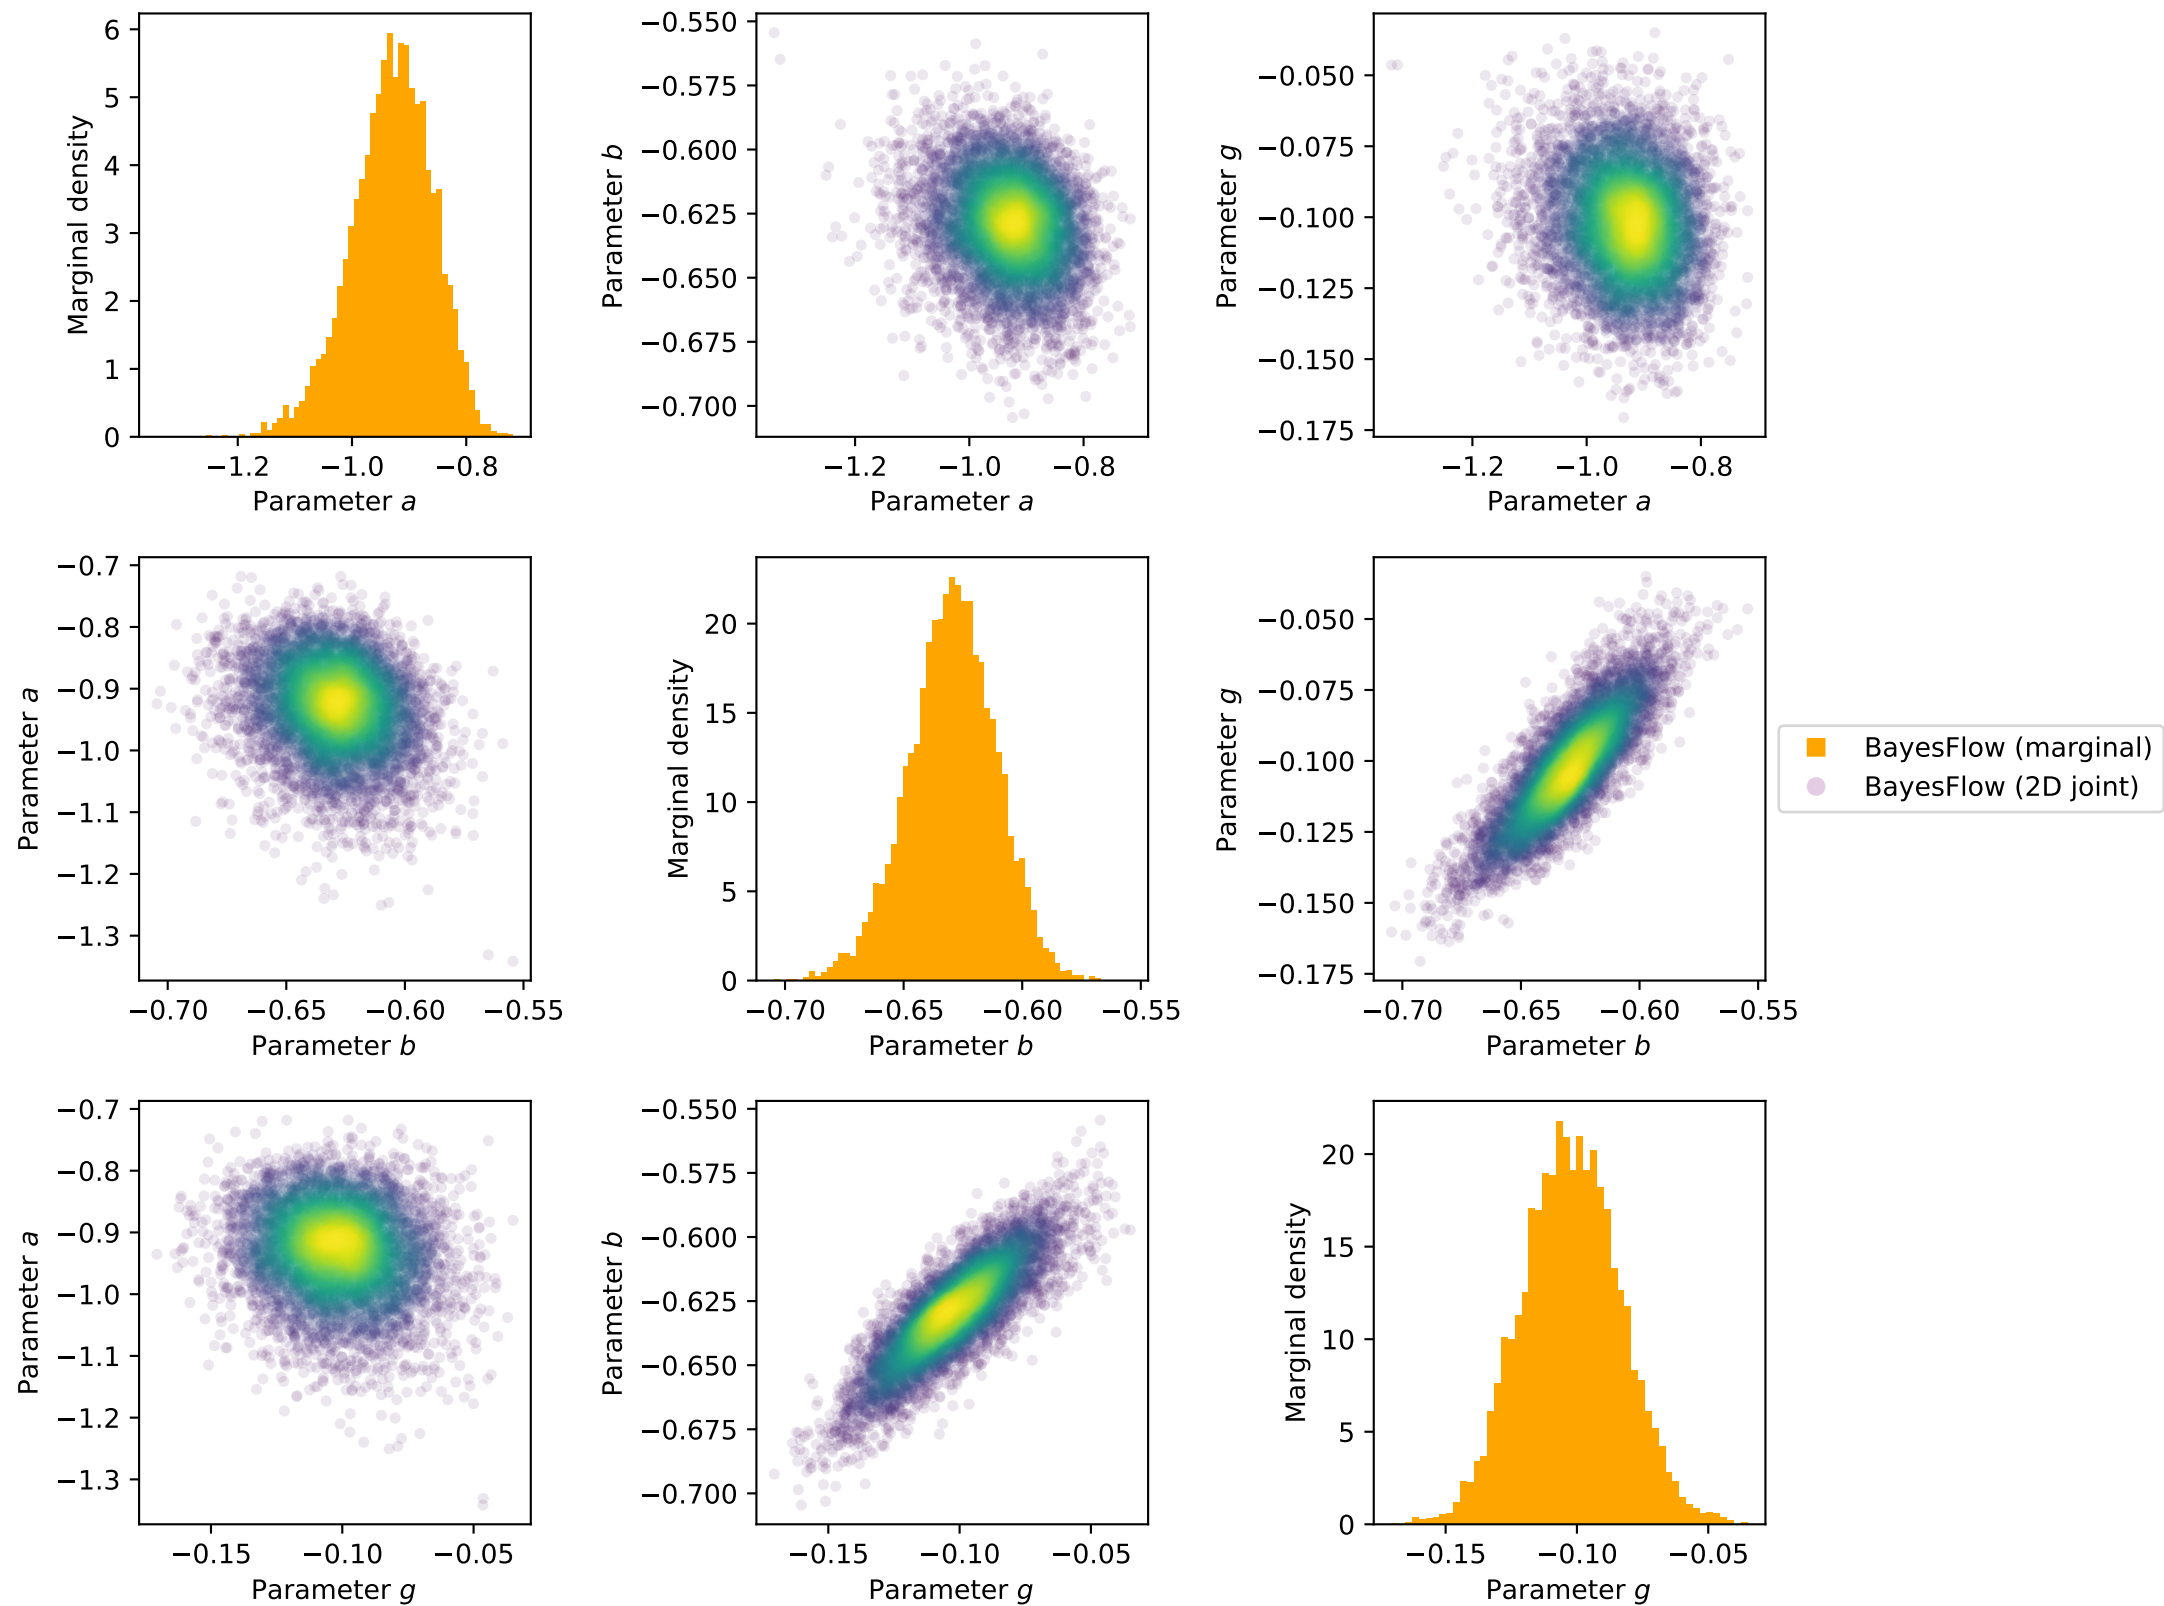 6
5
4
3
2
1
0
Marginal density
−1.2 −1.0 −0.8
Parameter a
−0.550
−0.575
−0.600
−0.625
−0.650
−0.675
−0.700
Parameter b
−1.2 −1.0 −0.8
Parameter a
−0.050
−0.075
−0.100
−0.125
−0.150
−0.175
Parameter g
−1.2 −1.0 −0.8
Parameter a
−0.7
−0.8
−0.9
−1.0
−1.1
−1.2
−1.3
Parameter a
−0.70 −0.65 −0.60 −0.55
Parameter b
20
15
10
5
0
Marginal density
−0.70 −0.65 −0.60 −0.55
Parameter b
−0.050
−0.075
−0.100
−0.125
−0.150
−0.175
Parameter g
−0.70 −0.65 −0.60 −0.55
Parameter b
BayesFlow (marginal)
BayesFlow (2D joint)
−0.7
−0.8
−0.9
−1.0
−1.1
−1.2
−1.3
Parameter a
−0.15 −0.10 −0.05
Parameter g
−0.550
−0.575
−0.600
−0.625
−0.650
−0.675
−0.700
Parameter b
−0.15 −0.10 −0.05
Parameter g
20
15
10
5
0
Marginal density
−0.15 −0.10 −0.05
Parameter g